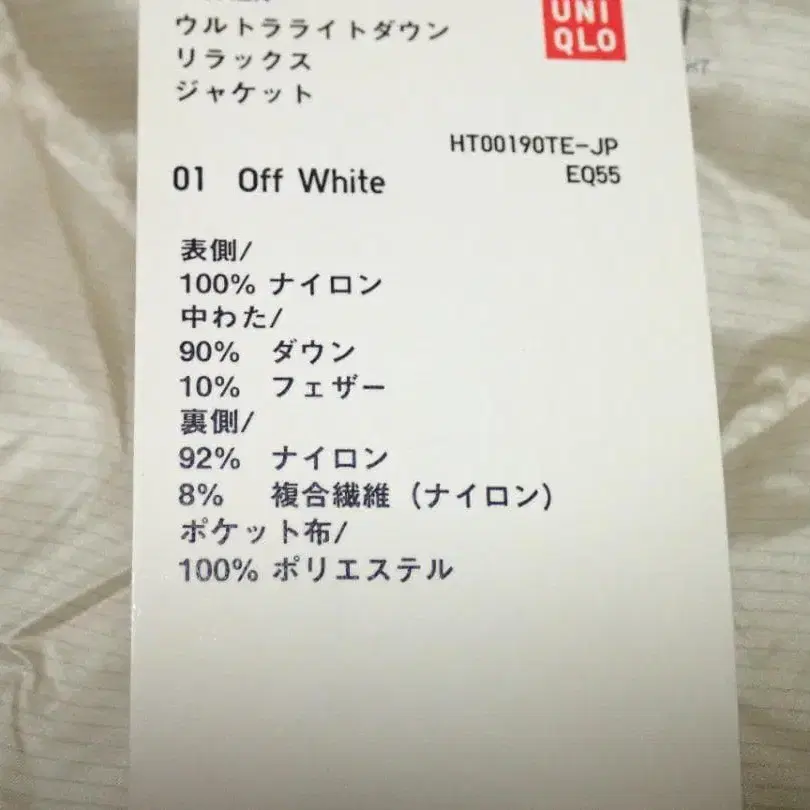 ウルトラライトダウン
リラックス
ジャケット
UNI
QLO
HT00190TE-JP
EQ55
01 Off White
表側/
100% ナイロン
中わた/
90% ダウン
10% フェザー
裏側/
92% ナイロン
8% 複合繊維 (ナイロン)
ポケット布/
100% ポリエステル